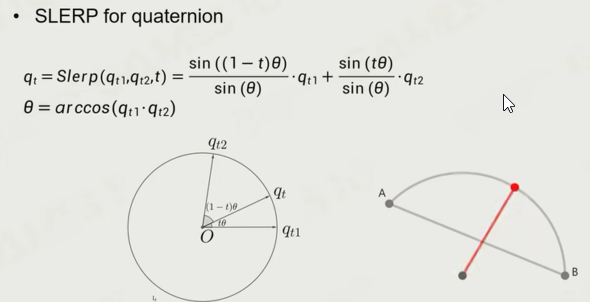 • SLERP for quaternion
q_t = Slerp(q_t1,q_t2,t) = sin ((1 − t)θ) / sin (θ) · q_t1 + sin (tθ) / sin (θ) · q_t2
θ = arccos(q_t1 · q_t2)
q_t2
(1 − t)θ
q_t
tθ
O
q_t1
A
B